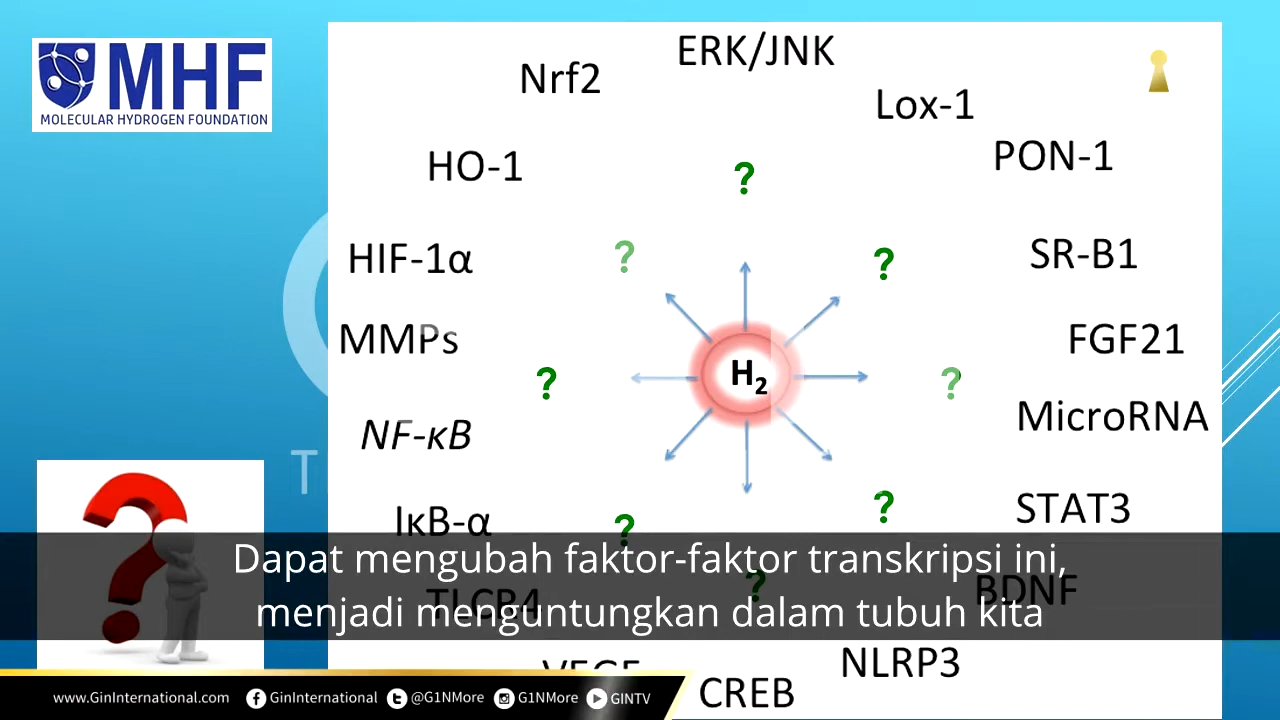 MHF
MOLECULAR HYDROGEN FOUNDATION
ERK/JNK
Nrf2
Lox-1
HO-1
PON-1
?
HIF-1α
?
?
SR-B1
MMPs
FGF21
H₂
?
?
MicroRNA
NF-κB
?
STAT3
IκB-α
?
Dapat mengubah faktor-faktor transkripsi ini,
?
BDNF
menjadi menguntungkan dalam tubuh kita
NLRP3
VEGF
CREB
www.GinInternational.com
GinInternational
@G1NMore
G1NMore
GINTV